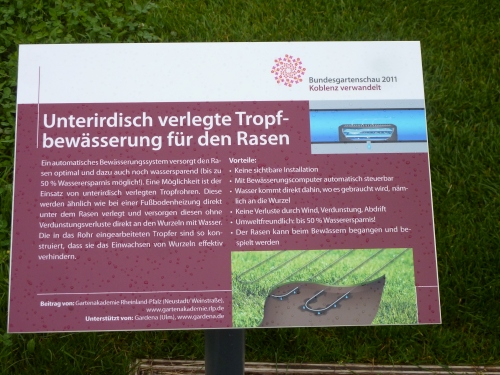 Bundesgartenschau 2011
Koblenz verwandelt
Unterirdisch verlegte Tropf-
bewässerung für den Rasen
Ein automatisches Bewässerungssystem versorgt den Ra-
sen optimal und dazu auch noch wassersparend (bis zu
50 % Wasserersparnis möglich). Eine Möglichkeit ist der
Einsatz von unterirdisch verlegten Tropfrohren. Diese
werden ähnlich wie bei einer Fußbodenheizung direkt
unter dem Rasen verlegt und versorgen diesen ohne
Verdunstungsverluste direkt an den Wurzeln mit Wasser.
Die in das Rohr eingearbeiteten Tropfer sind so kon-
struiert, dass sie das Einwachsen von Wurzeln effektiv
verhindern.
Vorteile:
• Keine sichtbare Installation
• Mit Bewässerungscomputer automatisch steuerbar
• Wasser kommt direkt dahin, wo es gebraucht wird, näm-
lich an die Wurzel
• Keine Verluste durch Wind, Verdunstung, Abdrift
• Umweltfreundlich: bis 50 % Wasserersparnis!
• Der Rasen kann beim Bewässern begangen und be-
spielt werden
Beitrag von: Gartenakademie Rheinland-Pfalz (Neustadt/ Weinstraße),
www.gartenakademie.rlp.de
Unterstützt von: Gardena (Ulm), www.gardena.de